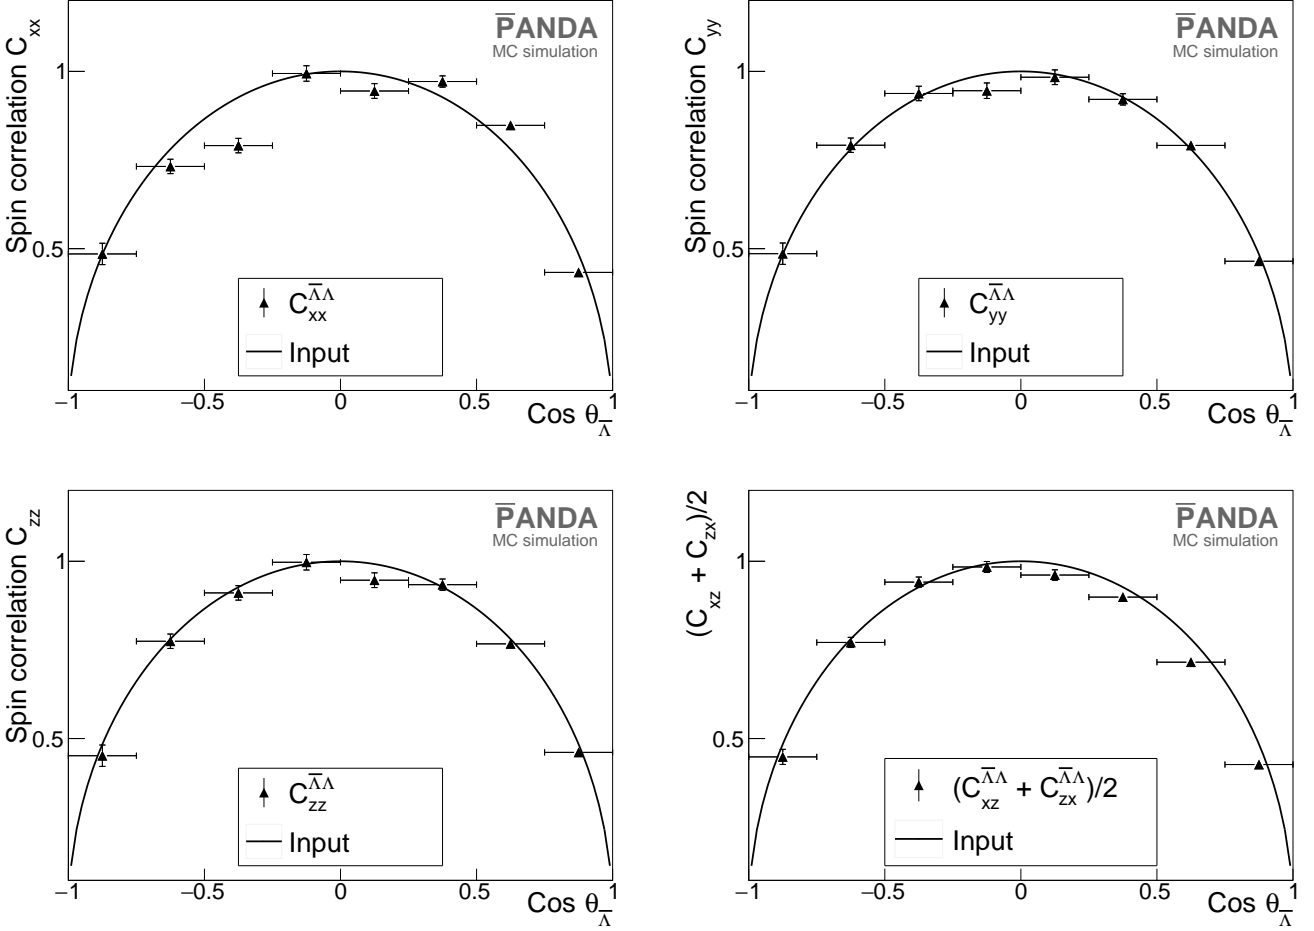 Spin correlation C_xx
P̅ANDA
MC simulation
1
0.5
C_xx^Λ̅Λ
Input
−1 −0.5 0 0.5 1
Cos θ_Λ̅
Spin correlation C_yy
P̅ANDA
MC simulation
1
0.5
C_yy^Λ̅Λ
Input
−1 −0.5 0 0.5 1
Cos θ_Λ̅
Spin correlation C_zz
P̅ANDA
MC simulation
1
0.5
C_zz^Λ̅Λ
Input
−1 −0.5 0 0.5 1
Cos θ_Λ̅
(C_xz + C_zx)/2
P̅ANDA
MC simulation
1
0.5
(C_xz^Λ̅Λ + C_zx^Λ̅Λ)/2
Input
−1 −0.5 0 0.5 1
Cos θ_Λ̅